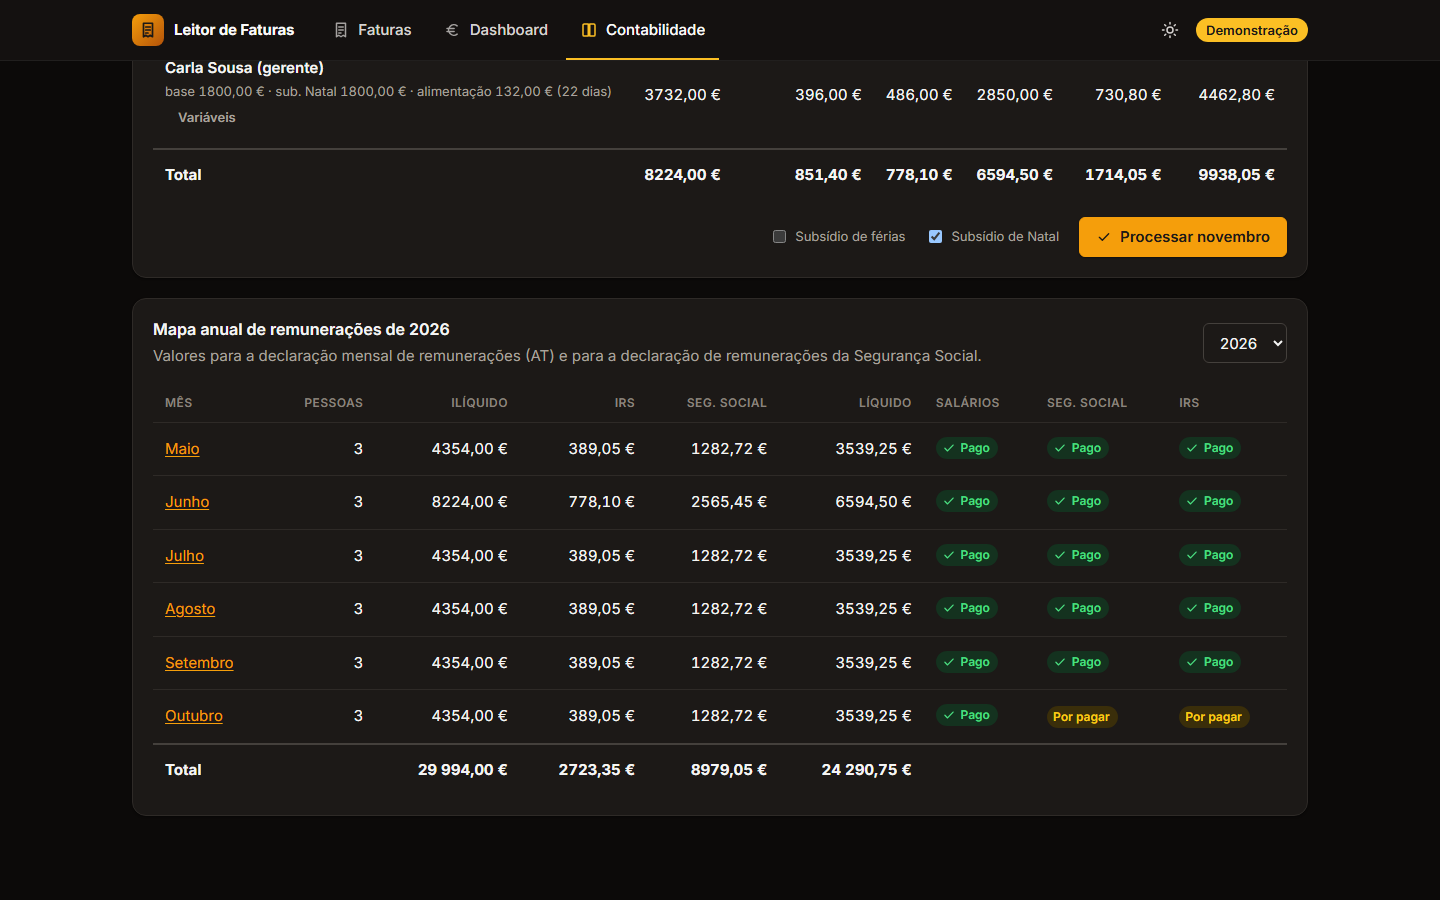 Leitor de Faturas
Faturas
Dashboard
Contabilidade
Demonstração
Carla Sousa (gerente)
base 1800,00 € · sub. Natal 1800,00 € · alimentação 132,00 € (22 dias)
Variáveis
3732,00 € 396,00 € 486,00 € 2850,00 € 730,80 € 4462,80 €
Total 8224,00 € 851,40 € 778,10 € 6594,50 € 1714,05 € 9938,05 €
Subsídio de férias
Subsídio de Natal
Processar novembro
Mapa anual de remunerações de 2026
Valores para a declaração mensal de remunerações (AT) e para a declaração de remunerações da Segurança Social.
2026
MÊS PESSOAS ILÍQUIDO IRS SEG. SOCIAL LÍQUIDO SALÁRIOS SEG. SOCIAL IRS
Maio 3 4354,00 € 389,05 € 1282,72 € 3539,25 € Pago Pago Pago
Junho 3 8224,00 € 778,10 € 2565,45 € 6594,50 € Pago Pago Pago
Julho 3 4354,00 € 389,05 € 1282,72 € 3539,25 € Pago Pago Pago
Agosto 3 4354,00 € 389,05 € 1282,72 € 3539,25 € Pago Pago Pago
Setembro 3 4354,00 € 389,05 € 1282,72 € 3539,25 € Pago Pago Pago
Outubro 3 4354,00 € 389,05 € 1282,72 € 3539,25 € Pago Por pagar Por pagar
Total 29 994,00 € 2723,35 € 8979,05 € 24 290,75 €